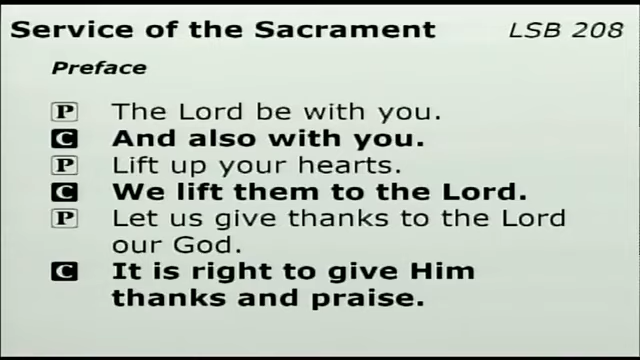 Service of the Sacrament LSB 208
Preface
P The Lord be with you.
C And also with you.
P Lift up your hearts.
C We lift them to the Lord.
P Let us give thanks to the Lord
our God.
C It is right to give Him
thanks and praise.